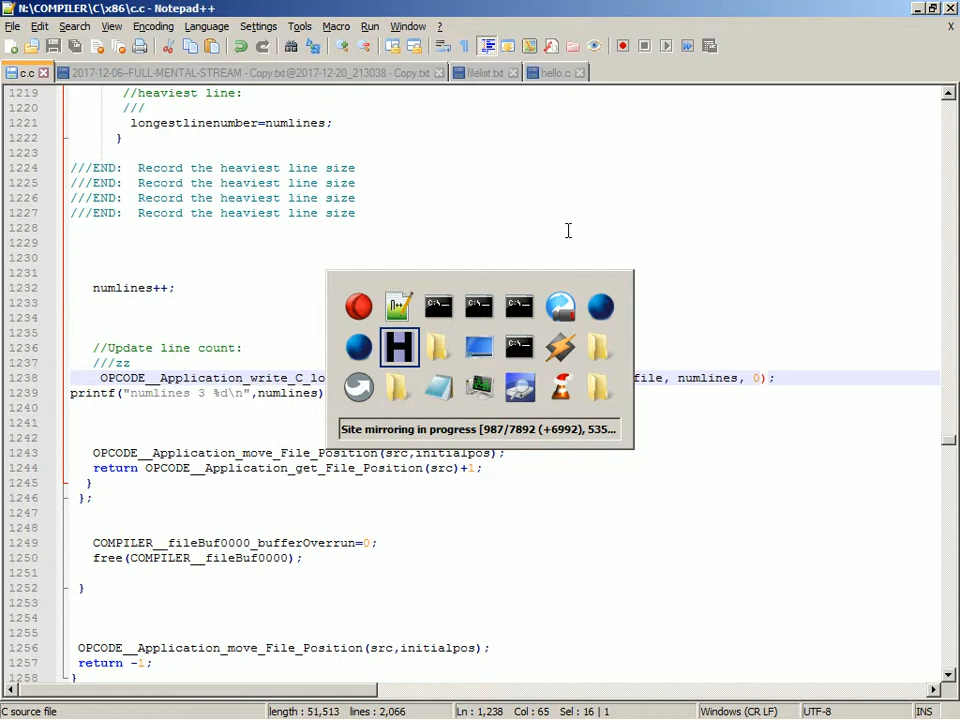 N:\COMPILER\C\x86\c.c - Notepad++
File Edit Search View Encoding Language Settings Tools Macro Run Window ? X
c.c 2017-12-06--FULL-MENTAL-STREAM - Copy.txt@2017-12-20_213038 - Copy.txt filelist.txt hello.c
1219 //heaviest line:
1220 ///
1221 longestlinenumber=numlines;
1222 }
1223
1224 ///END: Record the heaviest line size
1225 ///END: Record the heaviest line size
1226 ///END: Record the heaviest line size
1227 ///END: Record the heaviest line size
1228
1229
1230
1231
1232 numlines++;
1233
1234
1235
1236 //Update line count:
1237 ///zz
1238 OPCODE__Application_write_C_lo file, numlines, 0);
1239 printf("numlines 3 %d\n",numlines)
1240
1241
1242
1243 OPCODE__Application_move_File_Position(src,initialpos);
1244 return OPCODE__Application_get_File_Position(src)+1;
1245 }
1246 };
1247
1248
1249 COMPILER__fileBuf0000_bufferOverrun=0;
1250 free(COMPILER__fileBuf0000);
1251
1252 }
1253
1254
1255
1256 OPCODE__Application_move_File_Position(src,initialpos);
1257 return -1;
1258 }
C:\_ C:\_ C:\_
H
C:\_
Site mirroring in progress [987/7892 (+6992), 535...
C source file length : 51,513 lines : 2,066 Ln : 1,238 Col : 65 Sel : 16 | 1 Windows (CR LF) UTF-8 INS